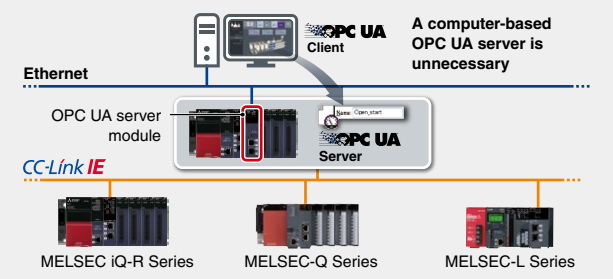 OPC UA
Client
A computer-based
OPC UA server is
unnecessary
Ethernet
OPC UA server
module
Name: Open_start
OPC UA
Server
CC-Link IE
MELSEC iQ-R Series
MELSEC-Q Series
MELSEC-L Series